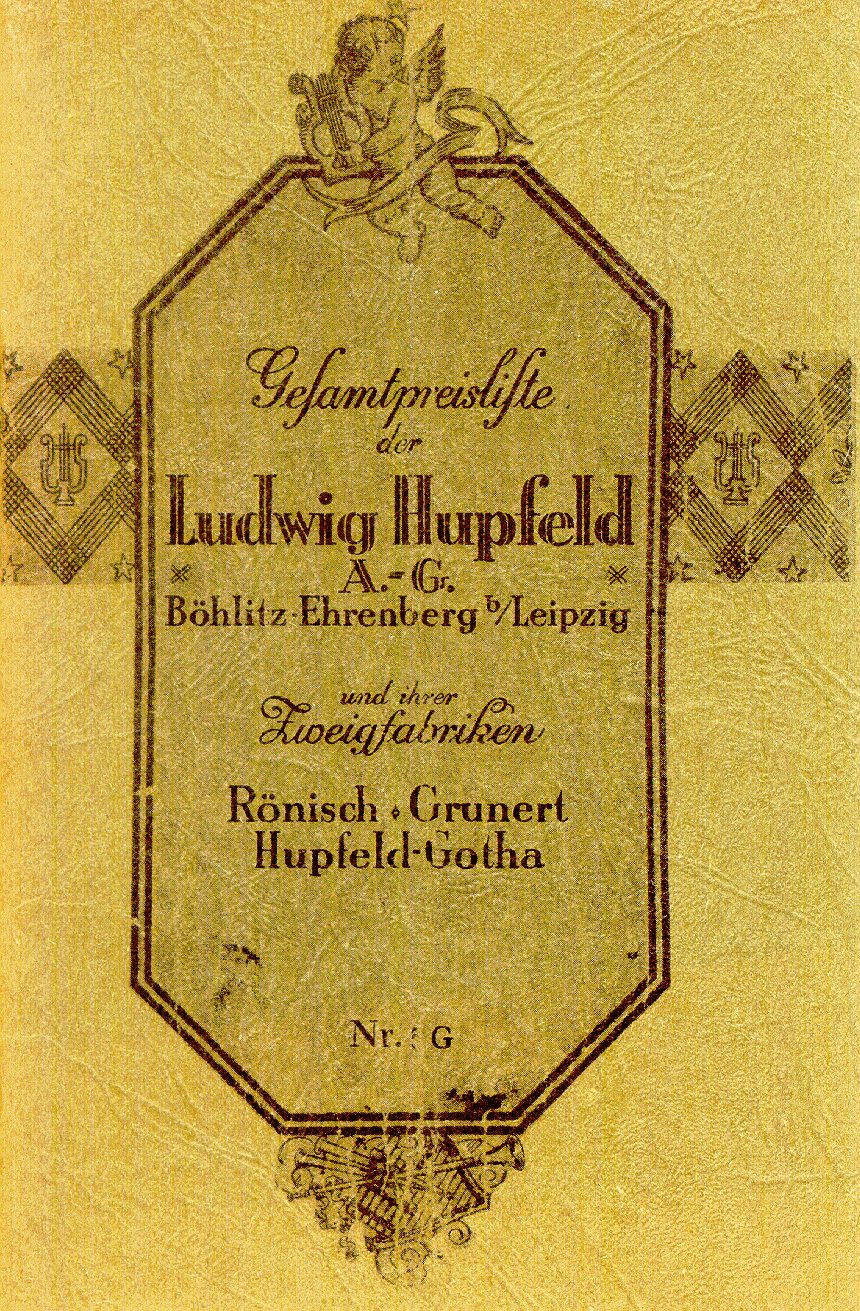 Gesamtpreisliste
der
Ludwig Hupfeld
A.-G.
Böhlitz-Ehrenberg b/Leipzig
und ihrer
Zweigfabriken
Rönisch ⬧ Grunert
Hupfeld-Gotha
Nr. G